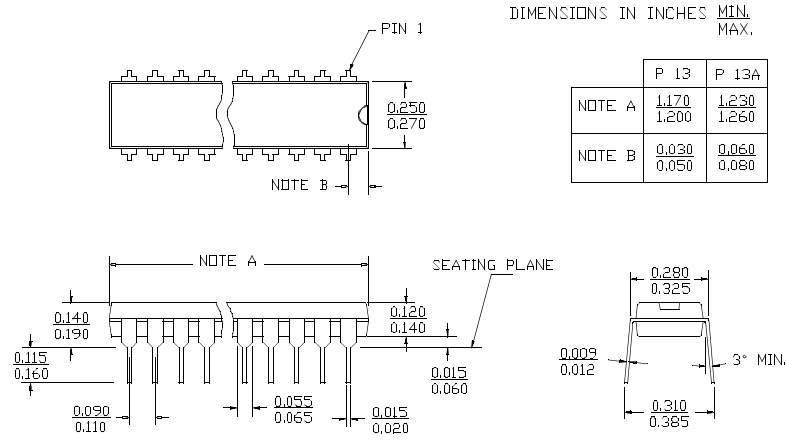 DIMENSIONS IN INCHES MIN.
MAX.
PIN 1
P 13 P 13A
NOTE A 1.170 1.230
1.200 1.260
NOTE B 0.030 0.060
0.050 0.080
0.250
0.270
NOTE B
NOTE A
SEATING PLANE
0.280
0.325
0.140
0.190
0.120
0.140
0.115
0.160
0.015
0.060
0.009
0.012
3° MIN.
0.090
0.110
0.055
0.065
0.015
0.020
0.310
0.385